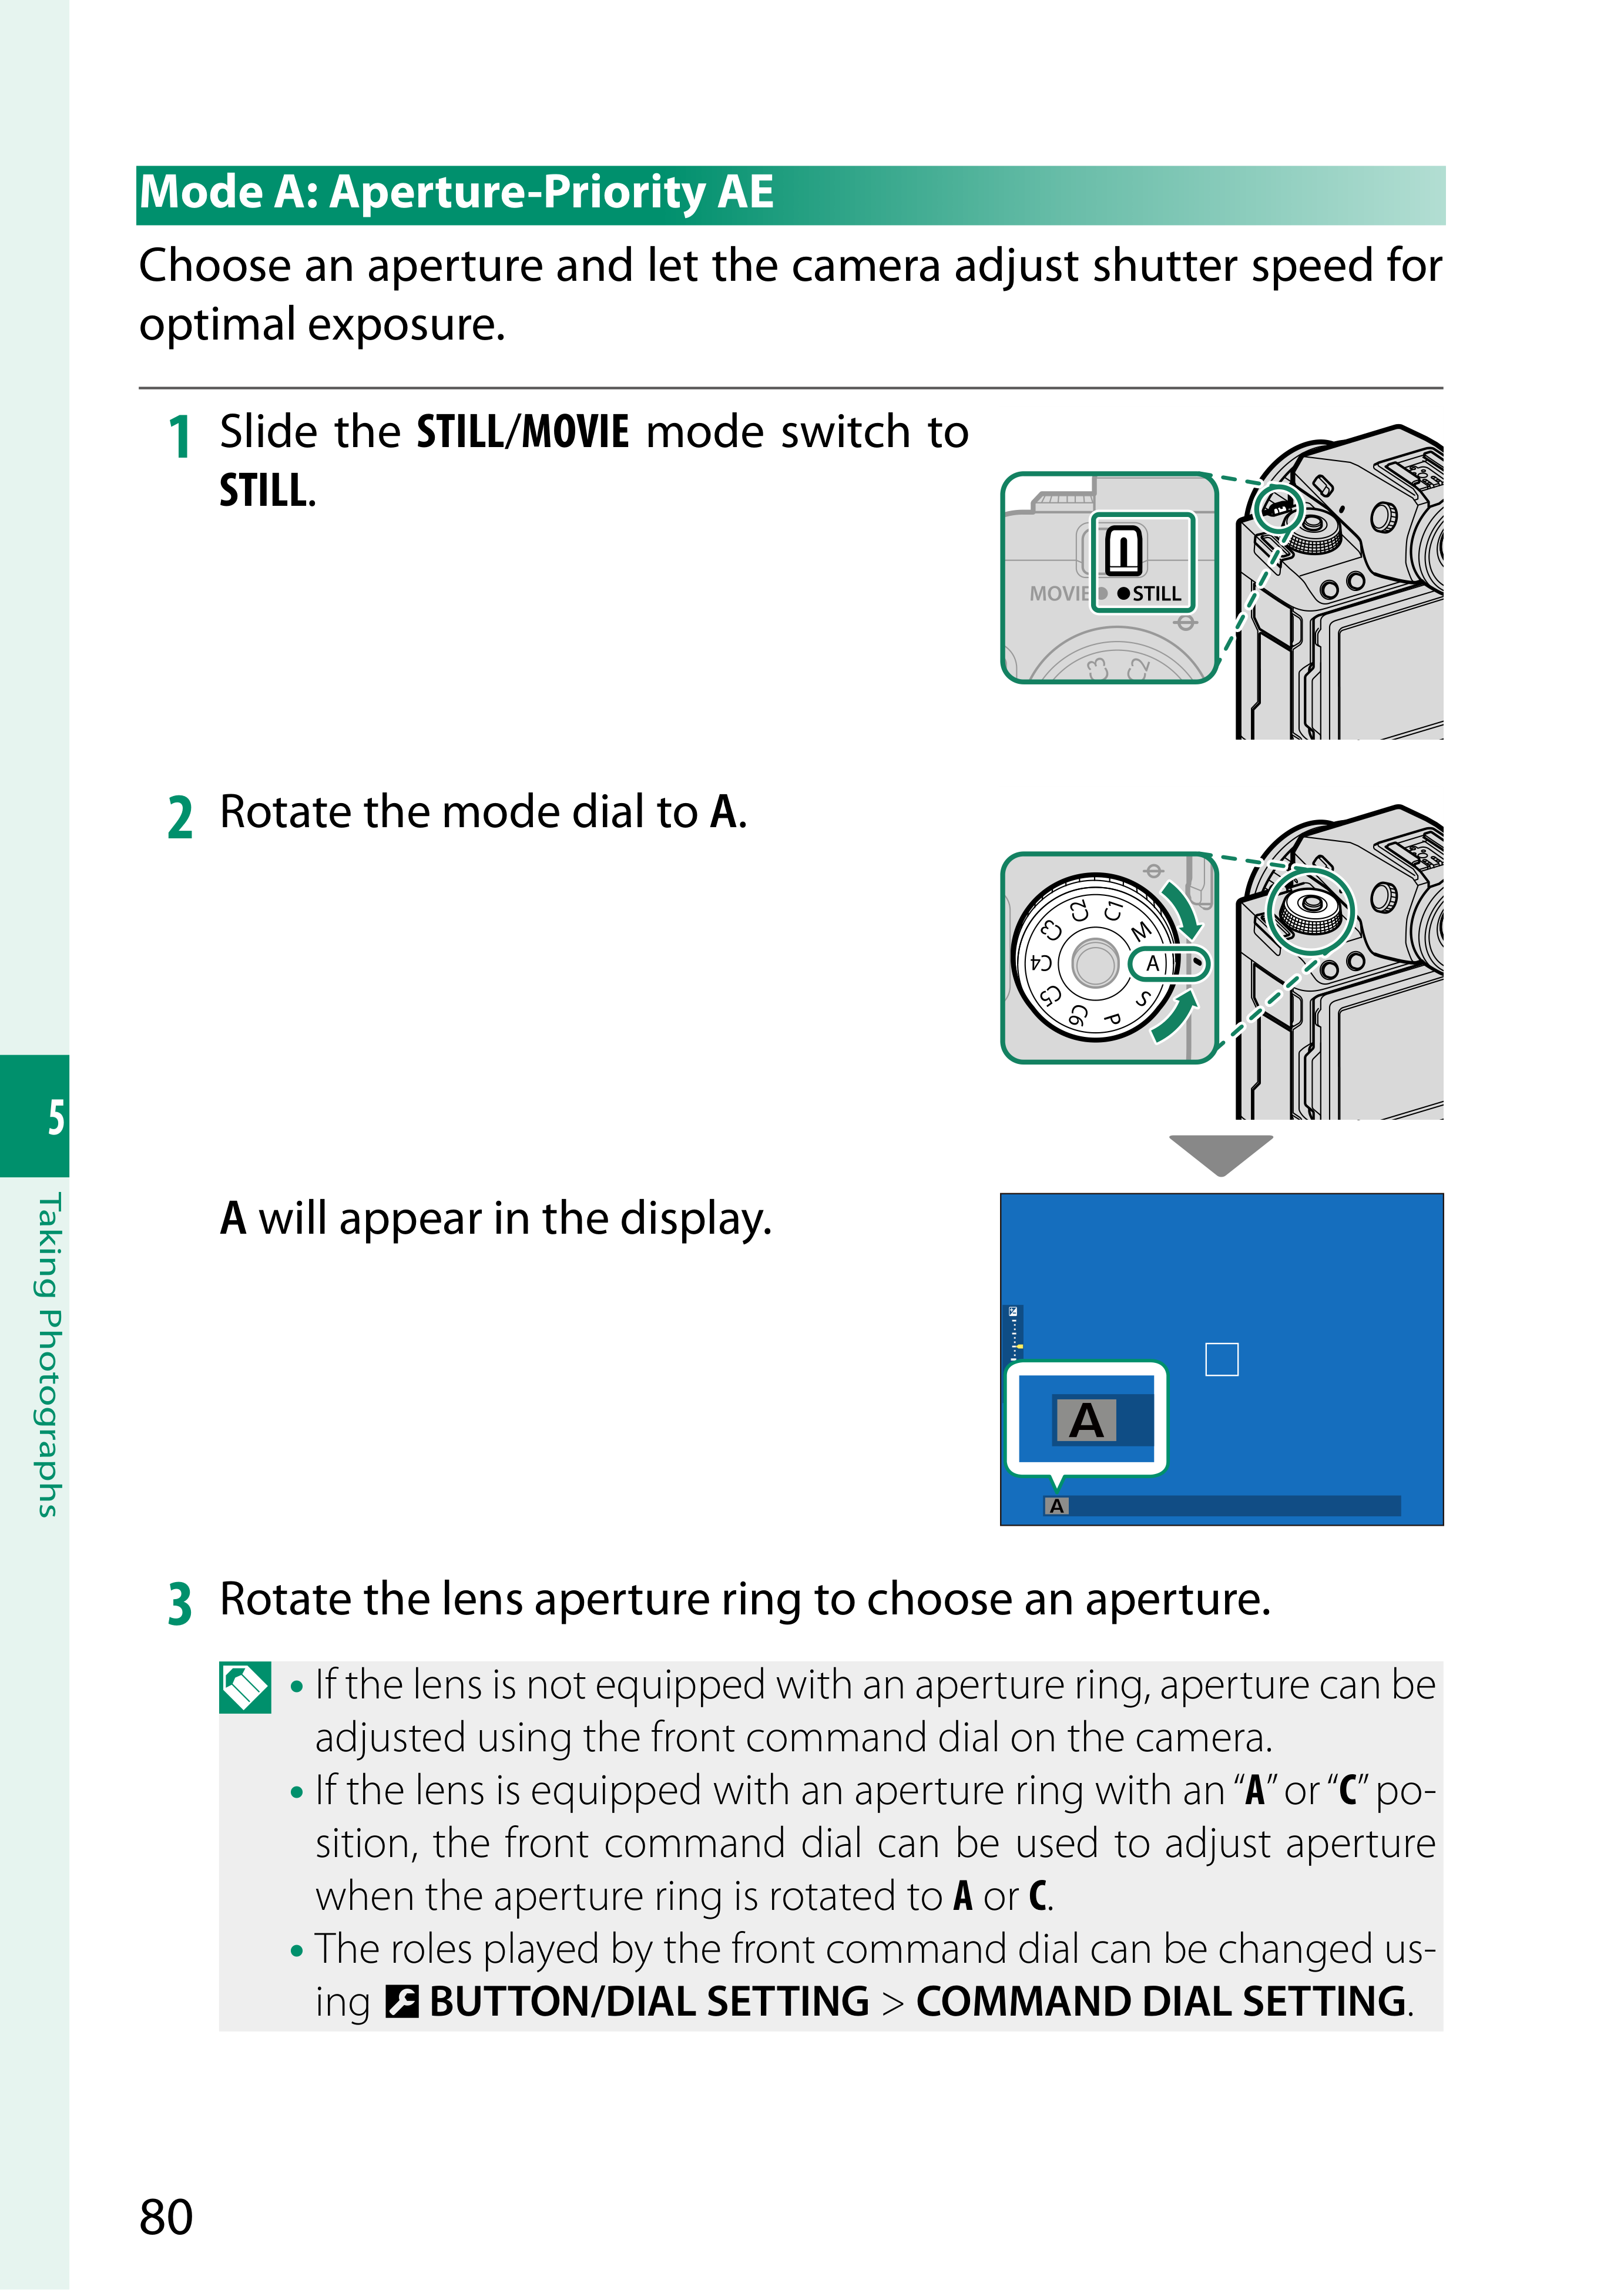 Mode A: Aperture-Priority AE
Choose an aperture and let the camera adjust shutter speed for
optimal exposure.
1 Slide the STILL/MOVIE mode switch to
STILL.
MOVIE STILL
C3 C2
2 Rotate the mode dial to A.
C1
C2
C3
C4
C5
C6
P
S
A
M
A will appear in the display.
A
A
3 Rotate the lens aperture ring to choose an aperture.
• If the lens is not equipped with an aperture ring, aperture can be
adjusted using the front command dial on the camera.
• If the lens is equipped with an aperture ring with an “A” or “C” po-
sition, the front command dial can be used to adjust aperture
when the aperture ring is rotated to A or C.
• The roles played by the front command dial can be changed us-
ing BUTTON/DIAL SETTING > COMMAND DIAL SETTING.
5
Taking Photographs
80